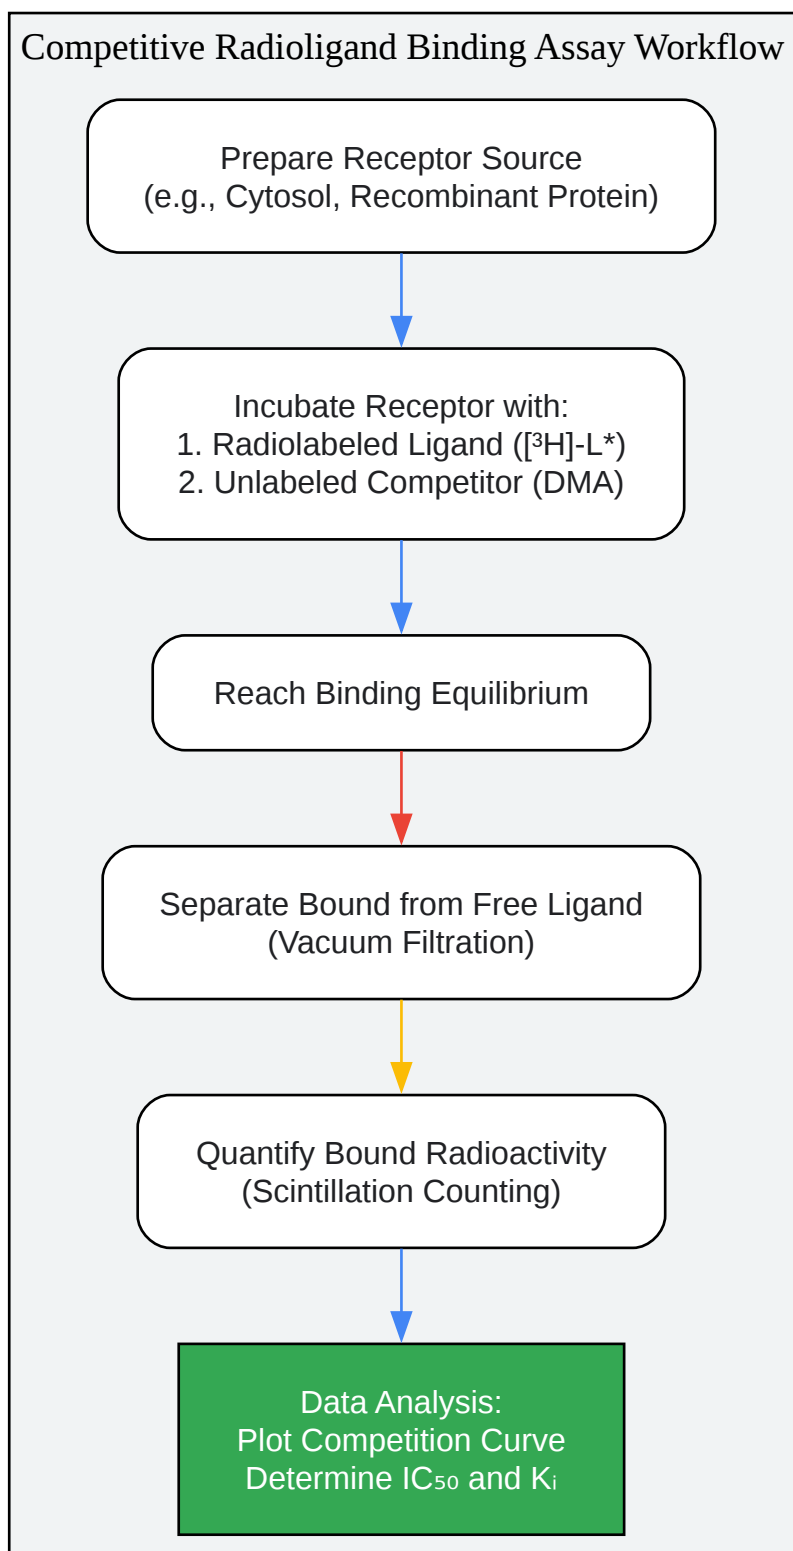 Competitive Radioligand Binding Assay Workflow
Prepare Receptor Source
(e.g., Cytosol, Recombinant Protein)
Incubate Receptor with:
1. Radiolabeled Ligand ([³H]-L*)
2. Unlabeled Competitor (DMA)
Reach Binding Equilibrium
Separate Bound from Free Ligand
(Vacuum Filtration)
Quantify Bound Radioactivity
(Scintillation Counting)
Data Analysis:
Plot Competition Curve
Determine IC₅₀ and Kᵢ